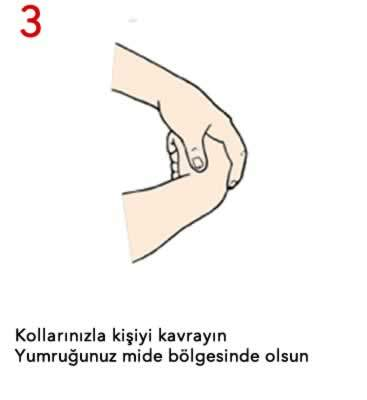 3
Kollarınızla kişiyi kavrayın
Yumruğunuz mide bölgesinde olsun